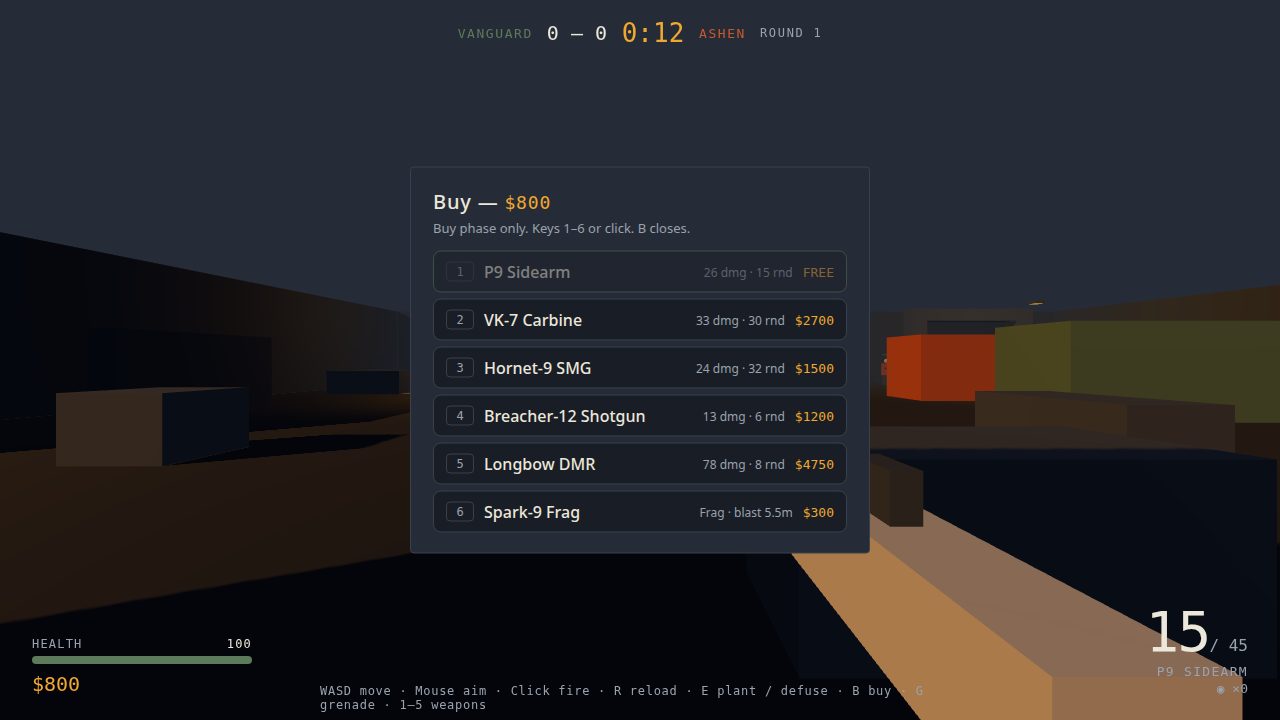 VANGUARD 0 — 0 0:12 ASHEN ROUND 1
Buy — $800
Buy phase only. Keys 1–6 or click. B closes.
1 P9 Sidearm 26 dmg · 15 rnd FREE
2 VK-7 Carbine 33 dmg · 30 rnd $2700
3 Hornet-9 SMG 24 dmg · 32 rnd $1500
4 Breacher-12 Shotgun 13 dmg · 6 rnd $1200
5 Longbow DMR 78 dmg · 8 rnd $4750
6 Spark-9 Frag Frag · blast 5.5m $300
HEALTH 100
$800
15 / 45
P9 SIDEARM
◉ ×0
WASD move · Mouse aim · Click fire · R reload · E plant / defuse · B buy · G
grenade · 1–5 weapons